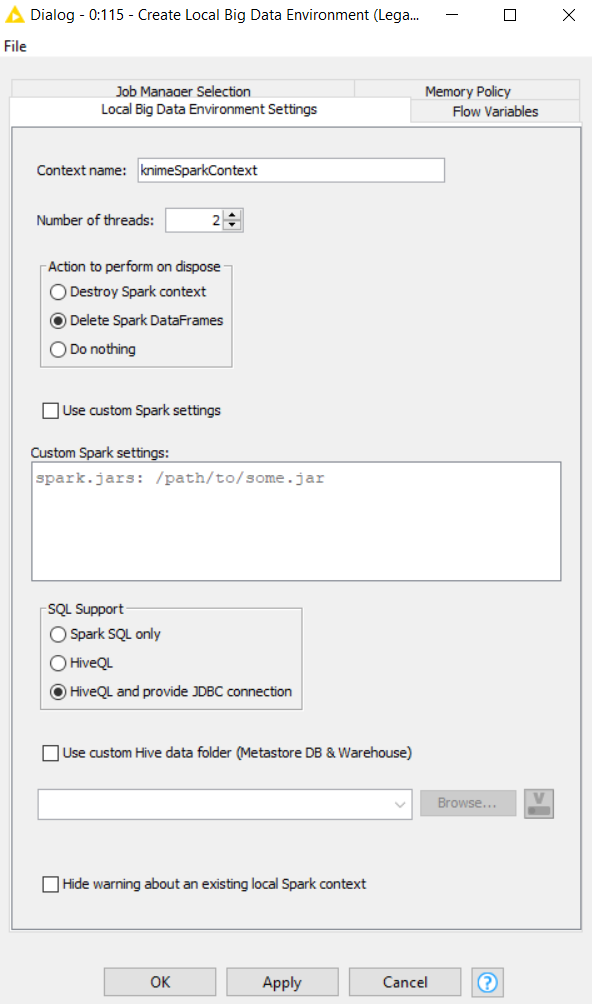 Dialog - 0:115 - Create Local Big Data Environment (Lega...
File
Job Manager Selection
Memory Policy
Local Big Data Environment Settings
Flow Variables
Context name:
knimeSparkContext
Number of threads:
2
Action to perform on dispose
Destroy Spark context
Delete Spark DataFrames
Do nothing
Use custom Spark settings
Custom Spark settings:
spark.jars: /path/to/some.jar
SQL Support
Spark SQL only
HiveQL
HiveQL and provide JDBC connection
Use custom Hive data folder (Metastore DB & Warehouse)
Browse...
V
Hide warning about an existing local Spark context
OK
Apply
Cancel
?